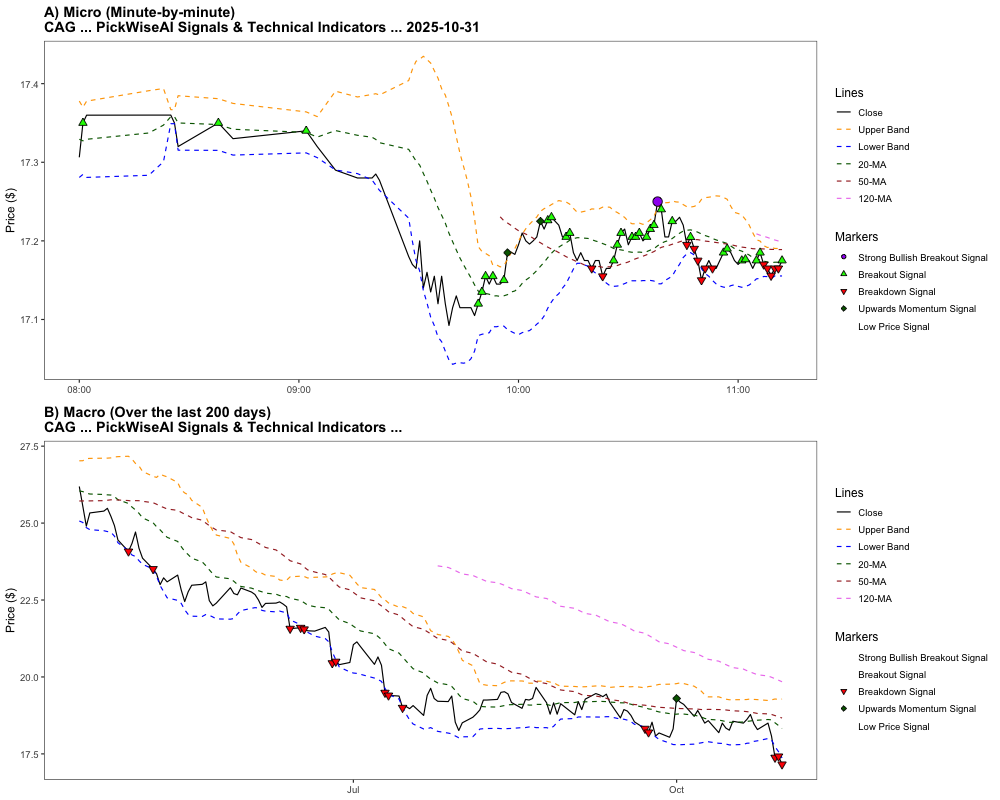 A) Micro (Minute-by-minute)
CAG ... PickWiseAI Signals & Technical Indicators ... 2025-10-31
Price ($)
17.4
17.3
17.2
17.1
08:00
09:00
10:00
11:00
Lines
Close
Upper Band
Lower Band
20-MA
50-MA
120-MA
Markers
Strong Bullish Breakout Signal
Breakout Signal
Breakdown Signal
Upwards Momentum Signal
Low Price Signal
B) Macro (Over the last 200 days)
CAG ... PickWiseAI Signals & Technical Indicators ...
Price ($)
27.5
25.0
22.5
20.0
17.5
Jul
Oct
Lines
Close
Upper Band
Lower Band
20-MA
50-MA
120-MA
Markers
Strong Bullish Breakout Signal
Breakout Signal
Breakdown Signal
Upwards Momentum Signal
Low Price Signal